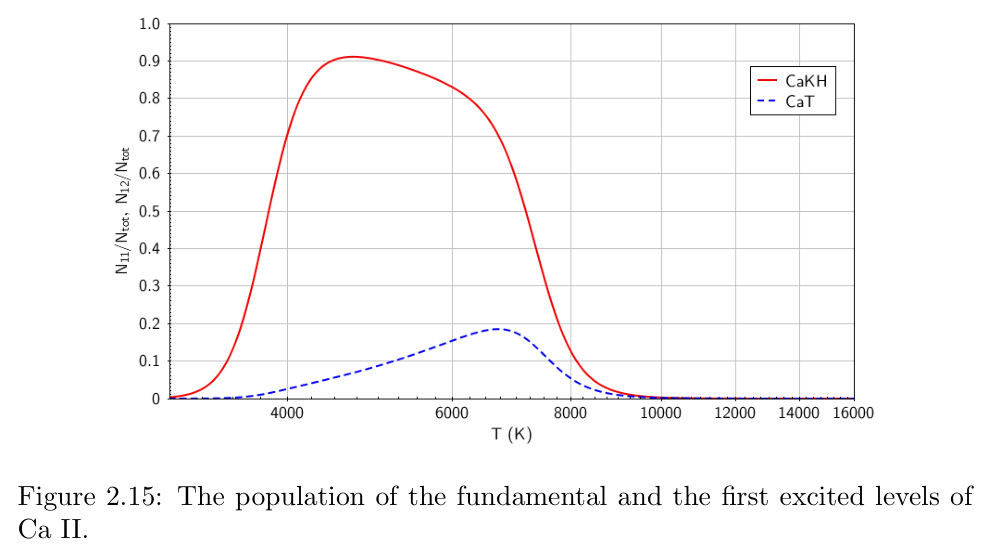 1.0
0.9
0.8
0.7
0.6
0.5
0.4
0.3
0.2
0.1
0
N11/Ntot, N12/Ntot
CaKH
CaT
4000 6000 8000 10000 12000 14000 16000
T (K)
Figure 2.15: The population of the fundamental and the first excited levels of
Ca II.